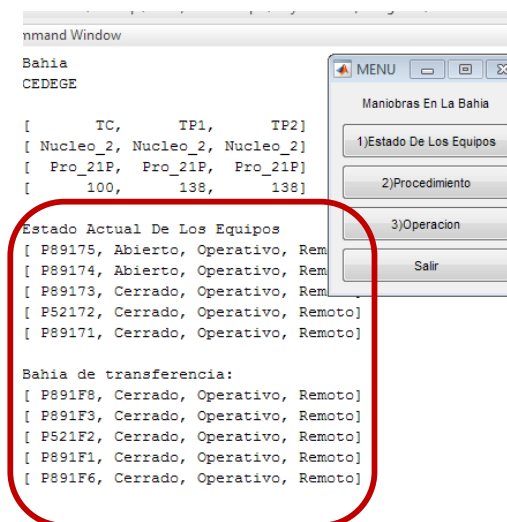 Command Window
Bahia
CEDEGE
[ TC, TP1, TP2]
[ Nucleo_2, Nucleo_2, Nucleo_2]
[ Pro_21P, Pro_21P, Pro_21P]
[ 100, 138, 138]
Estado Actual De Los Equipos
[ P89175, Abierto, Operativo, Rem
[ P89174, Abierto, Operativo, Rem
[ P89173, Cerrado, Operativo, Rem
[ P52172, Cerrado, Operativo, Remoto]
[ P89171, Cerrado, Operativo, Remoto]
Bahia de transferencia:
[ P891F8, Cerrado, Operativo, Remoto]
[ P891F3, Cerrado, Operativo, Remoto]
[ P521F2, Cerrado, Operativo, Remoto]
[ P891F1, Cerrado, Operativo, Remoto]
[ P891F6, Cerrado, Operativo, Remoto]
MENU
Maniobras En La Bahia
1)Estado De Los Equipos
2)Procedimiento
3)Operacion
Salir